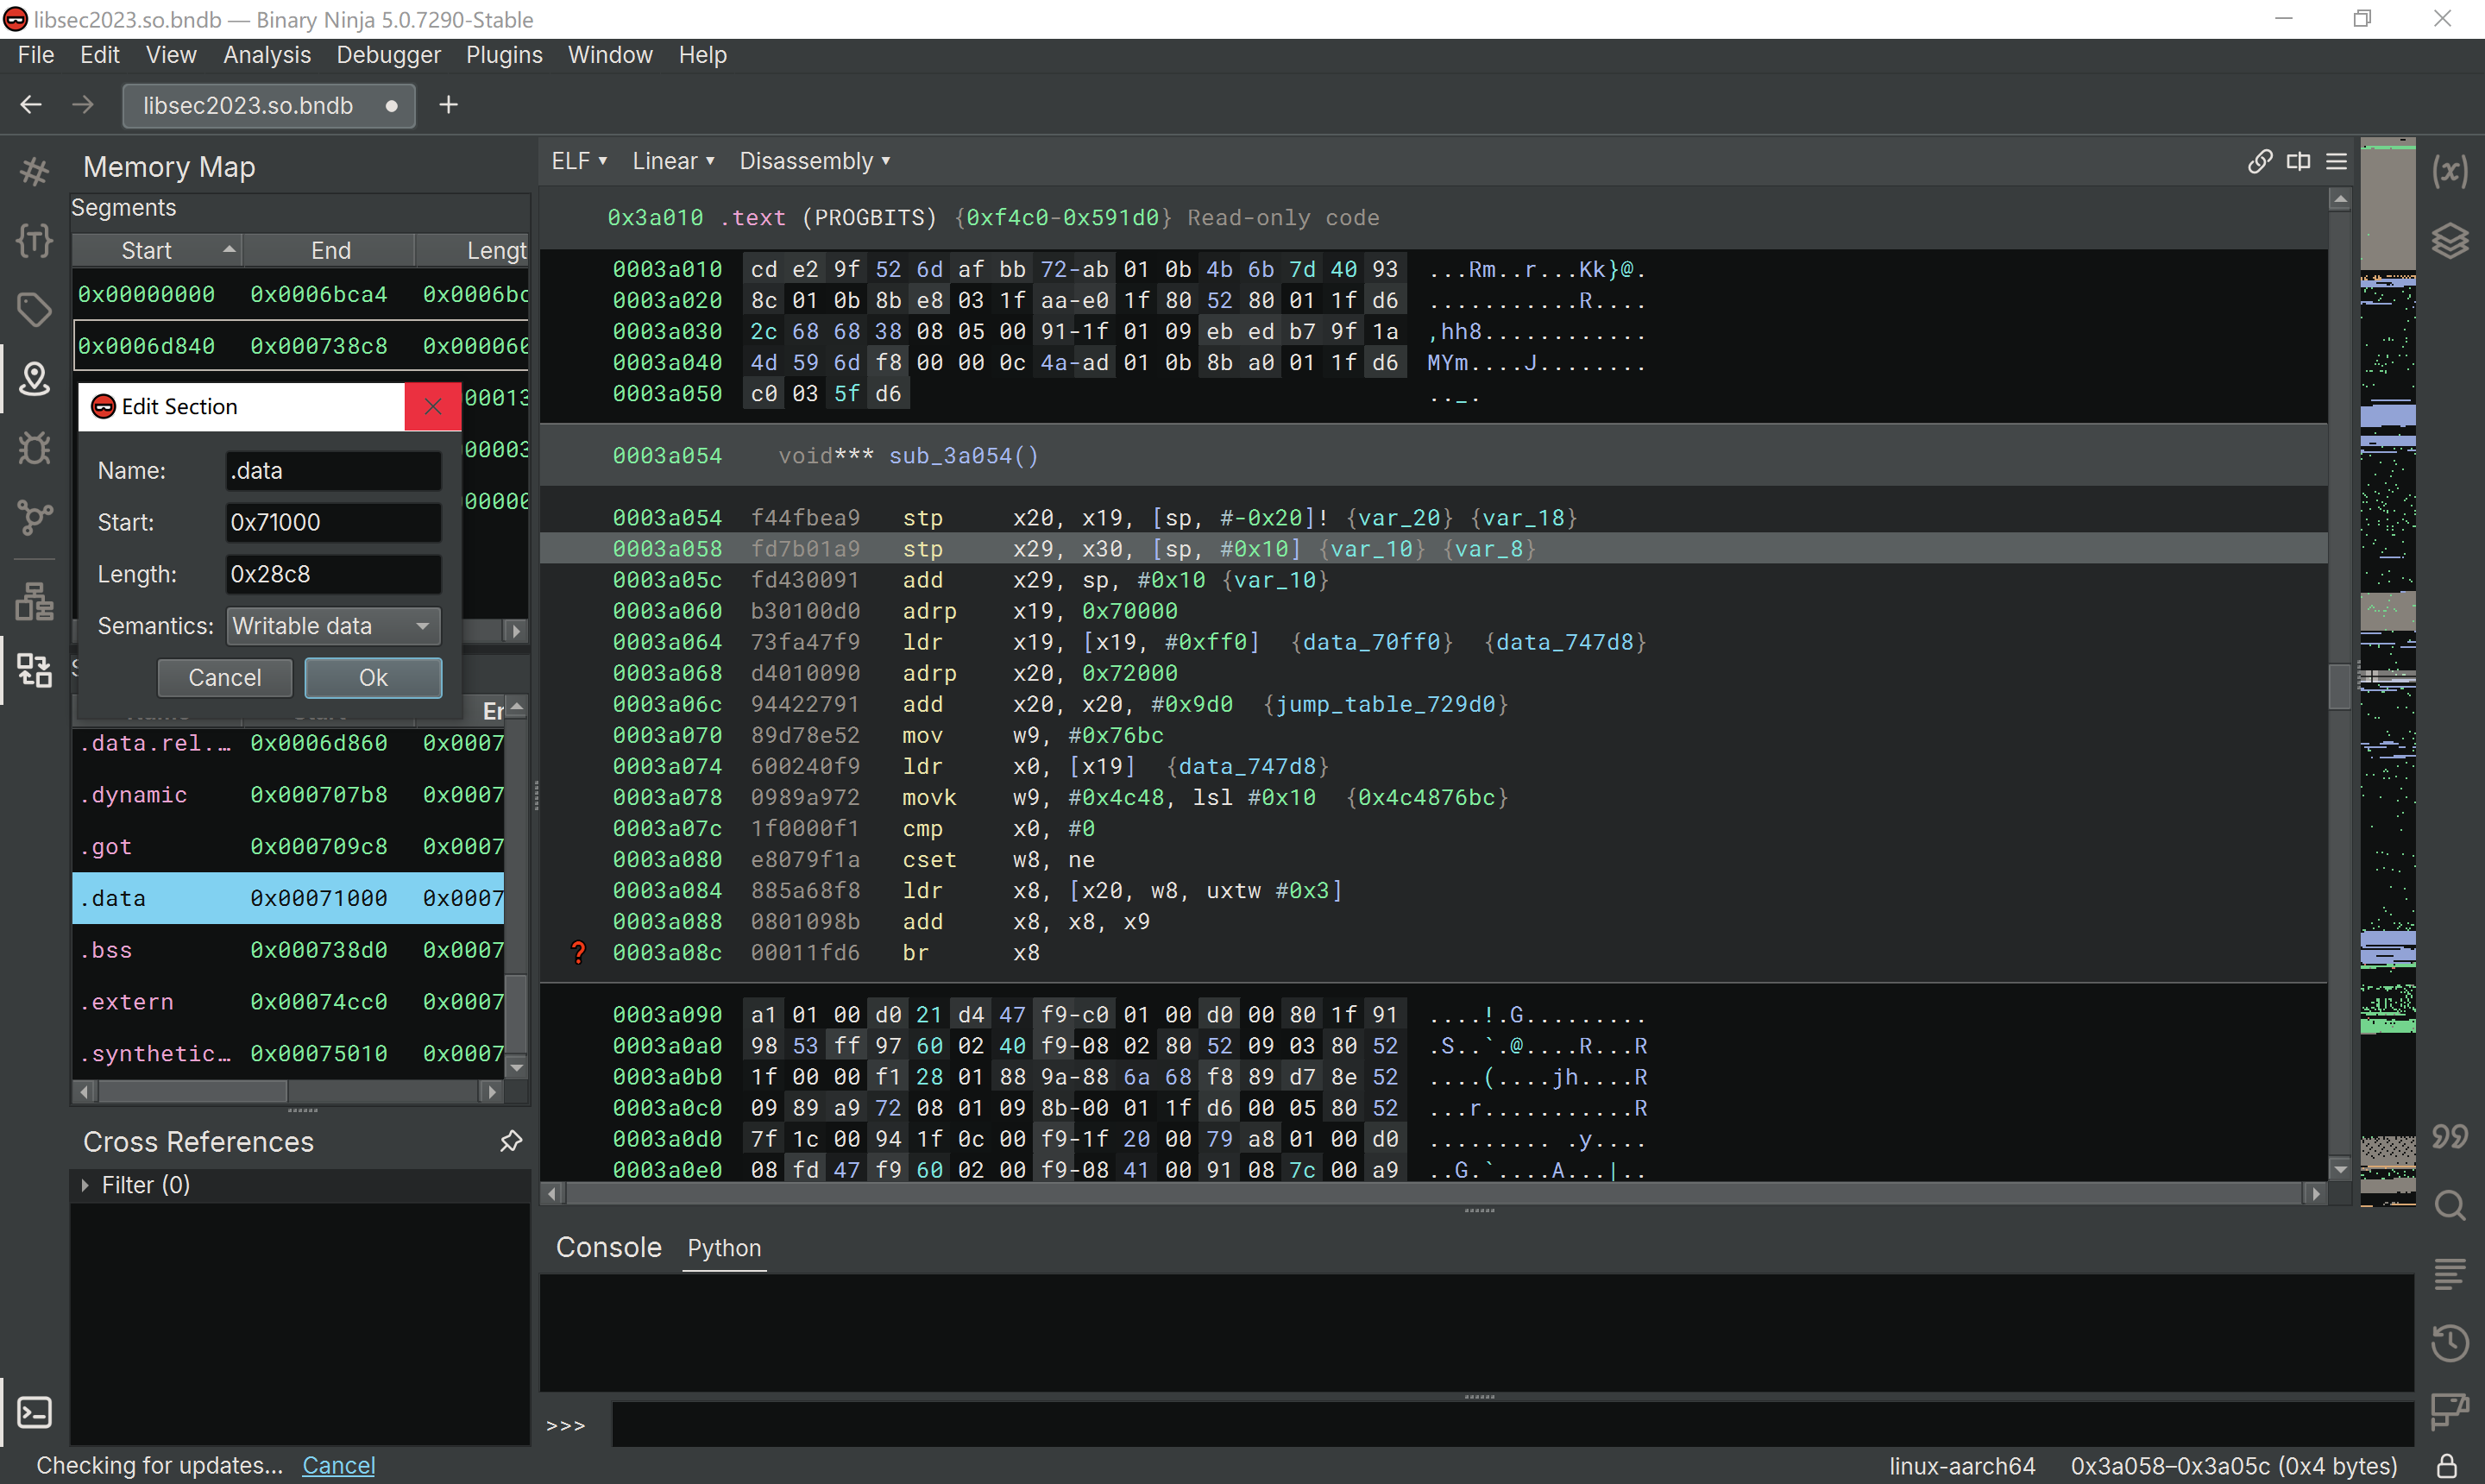 libsec2023.so.bndb — Binary Ninja 5.0.7290-Stable
File Edit View Analysis Debugger Plugins Window Help
libsec2023.so.bndb
Memory Map
Segments
Start End Lengt
0x00000000 0x0006bca4 0x0006bc
0x0006d840 0x000738c8 0x000060
00013
00003
00000
Edit Section
Name: .data
Start: 0x71000
Length: 0x28c8
Semantics: Writable data
Cancel Ok
.data.rel.… 0x0006d860 0x0007
.dynamic 0x000707b8 0x0007
.got 0x000709c8 0x0007
.data 0x00071000 0x0007
.bss 0x000738d0 0x0007
.extern 0x00074cc0 0x0007
.synthetic… 0x00075010 0x0007
Cross References
Filter (0)
ELF Linear Disassembly
0x3a010 .text (PROGBITS) {0xf4c0-0x591d0} Read-only code
0003a010 cd e2 9f 52 6d af bb 72-ab 01 0b 4b 6b 7d 40 93 ...Rm..r...Kk}@.
0003a020 8c 01 0b 8b e8 03 1f aa-e0 1f 80 52 80 01 1f d6 ...........R....
0003a030 2c 68 68 38 08 05 00 91-1f 01 09 eb ed b7 9f 1a ,hh8............
0003a040 4d 59 6d f8 00 00 0c 4a-ad 01 0b 8b a0 01 1f d6 MYm....J........
0003a050 c0 03 5f d6 .._.
0003a054 void*** sub_3a054()
0003a054 f44fbea9 stp x20, x19, [sp, #-0x20]! {var_20} {var_18}
0003a058 fd7b01a9 stp x29, x30, [sp, #0x10] {var_10} {var_8}
0003a05c fd430091 add x29, sp, #0x10 {var_10}
0003a060 b30100d0 adrp x19, 0x70000
0003a064 73fa47f9 ldr x19, [x19, #0xff0] {data_70ff0} {data_747d8}
0003a068 d4010090 adrp x20, 0x72000
0003a06c 94422791 add x20, x20, #0x9d0 {jump_table_729d0}
0003a070 89d78e52 mov w9, #0x76bc
0003a074 600240f9 ldr x0, [x19] {data_747d8}
0003a078 0989a972 movk w9, #0x4c48, lsl #0x10 {0x4c4876bc}
0003a07c 1f0000f1 cmp x0, #0
0003a080 e8079f1a cset w8, ne
0003a084 885a68f8 ldr x8, [x20, w8, uxtw #0x3]
0003a088 0801098b add x8, x8, x9
? 0003a08c 00011fd6 br x8
0003a090 a1 01 00 d0 21 d4 47 f9-c0 01 00 d0 00 80 1f 91 ....!.G.........
0003a0a0 98 53 ff 97 60 02 40 f9-08 02 80 52 09 03 80 52 .S..`.@....R...R
0003a0b0 1f 00 00 f1 28 01 88 9a-88 6a 68 f8 89 d7 8e 52 ....(....jh....R
0003a0c0 09 89 a9 72 08 01 09 8b-00 01 1f d6 00 05 80 52 ...r...........R
0003a0d0 7f 1c 00 94 1f 0c 00 f9-1f 20 00 79 a8 01 00 d0 ......... .y....
0003a0e0 08 fd 47 f9 60 02 00 f9-08 41 00 91 08 7c 00 a9 ..G.`....A...|..
Console Python
>>>
Checking for updates... Cancel
linux-aarch64 0x3a058–0x3a05c (0x4 bytes)